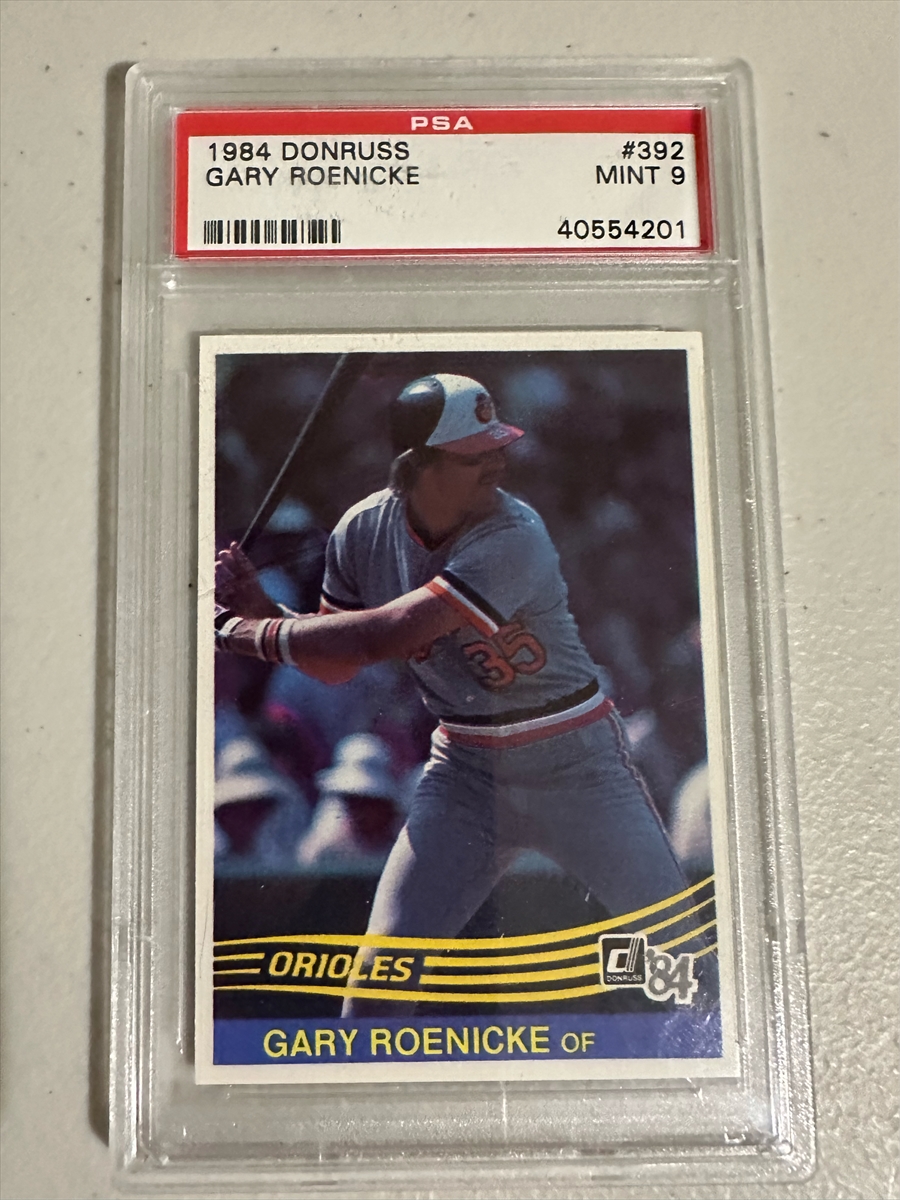 PSA
1984 DONRUSS #392
GARY ROENICKE MINT 9
40554201
35
ORIOLES
d
DONRUSS
'84
GARY ROENICKE OF